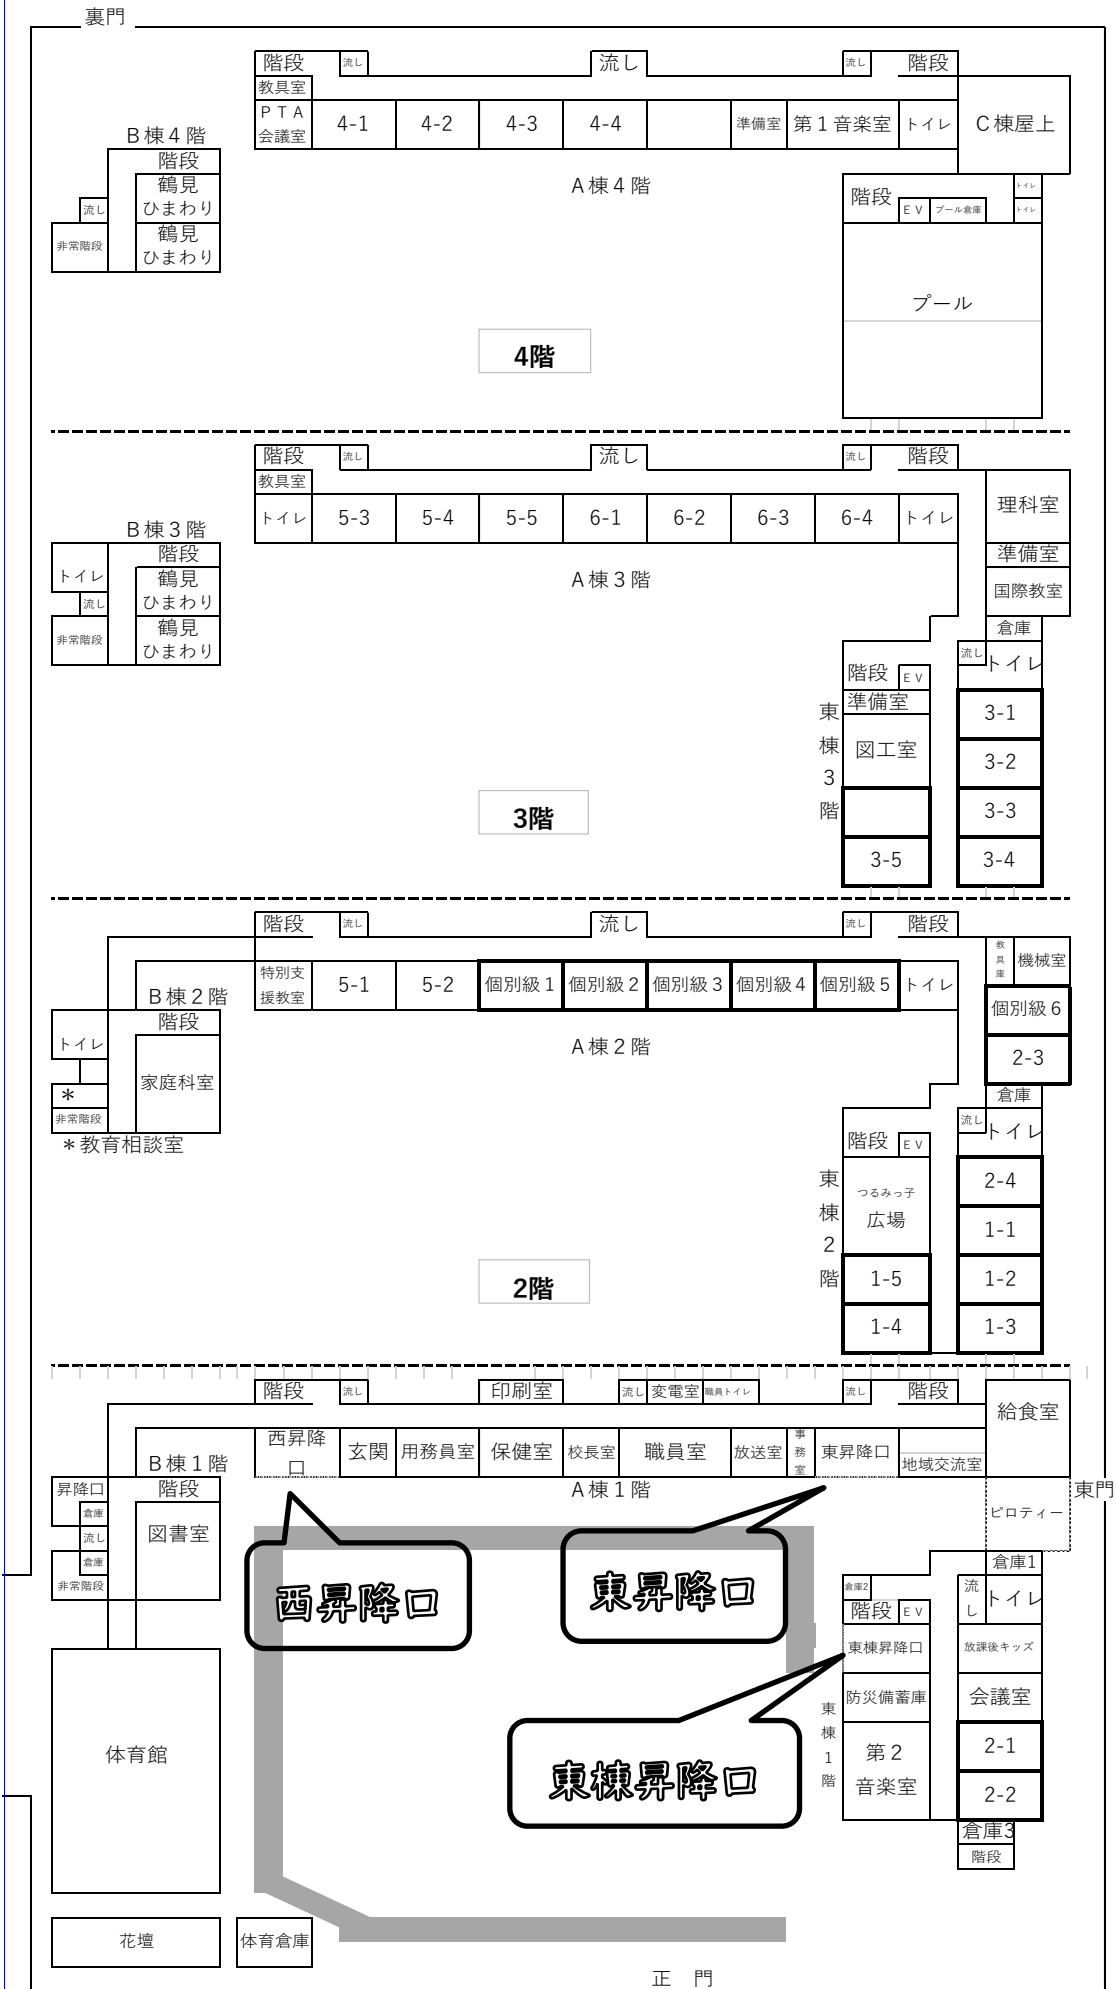 裏門
階段 流し 流し 流し 階段
教具室
ＰＴＡ
会議室
4-1 4-2 4-3 4-4 準備室 第１音楽室 トイレ C棟屋上
B棟４階
階段
鶴見
ひまわり
流し
鶴見
ひまわり
非常階段
A棟４階
階段 EV プール倉庫 トイレ
トイレ
プール
4階
階段 流し 流し 流し 階段
教具室
トイレ 5-3 5-4 5-5 6-1 6-2 6-3 6-4 トイレ
理科室
準備室
国際教室
倉庫
B棟３階
階段
トイレ
鶴見
ひまわり
流し
鶴見
ひまわり
非常階段
A棟３階
流し トイレ
階段 EV
準備室
図工室
東棟3階
3-1
3-2
3-3
3-4
3-5
3階
階段 流し 流し 流し 階段
教具庫 機械室
特別支
援教室
5-1 5-2 個別級１ 個別級２ 個別級３ 個別級４ 個別級５ トイレ
個別級６
2-3
倉庫
B棟２階
階段
トイレ
家庭科室
＊
非常階段
＊教育相談室
A棟２階
流し トイレ
階段 EV
つるみっ子
広場
東棟2階
2-4
1-1
1-5 1-2
1-4 1-3
2階
階段 流し 印刷室 流し 変電室 職員トイレ 流し 階段
給食室
西昇降
口
玄関 用務員室 保健室 校長室 職員室 放送室 事務室 東昇降口 地域交流室
B棟１階
階段
昇降口
倉庫
流し
倉庫
非常階段
図書室
A棟１階
東門
ピロティー
倉庫1
西昇降口
東昇降口
倉庫2
階段 EV
流し トイレ
東棟昇降口 放課後キッズ
防災備蓄庫 会議室
東棟1階
第２
音楽室
2-1
2-2
東棟昇降口
倉庫3
階段
体育館
花壇 体育倉庫
正　門